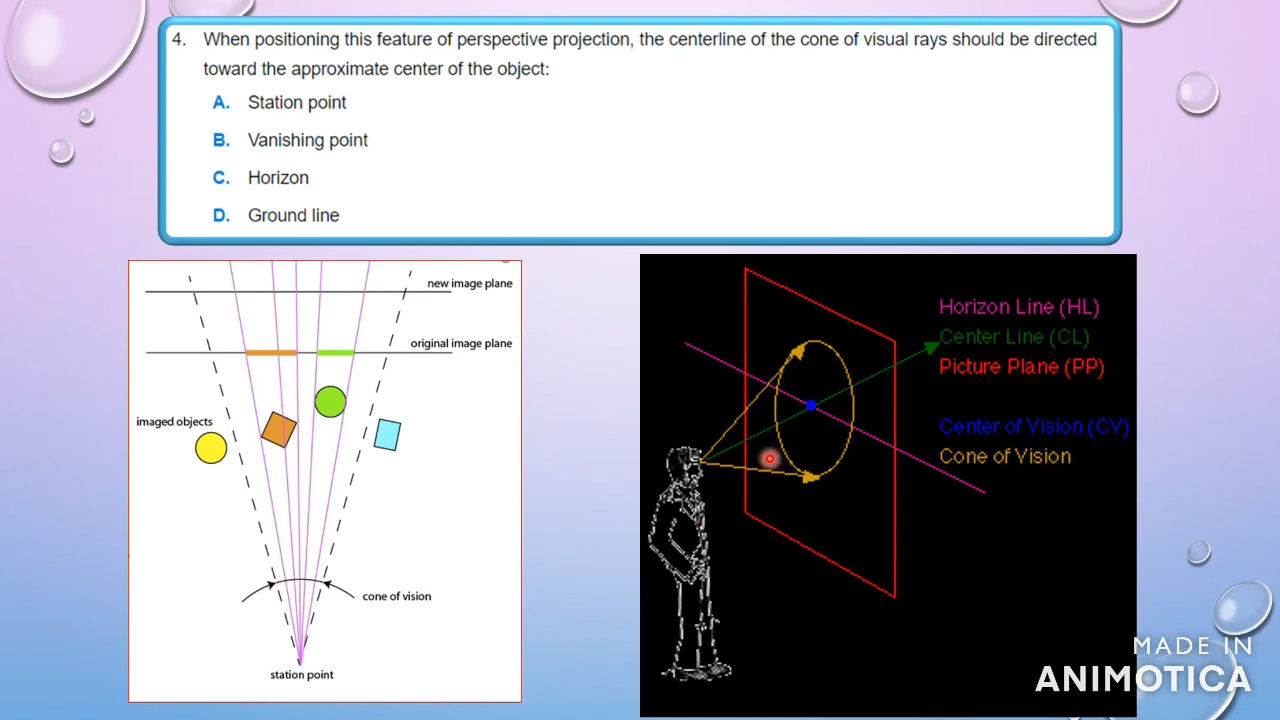 4. When positioning this feature of perspective projection, the centerline of the cone of visual rays should be directed
toward the approximate center of the object:
A. Station point
B. Vanishing point
C. Horizon
D. Ground line
new image plane
original image plane
imaged objects
cone of vision
station point
Horizon Line (HL)
Center Line (CL)
Picture Plane (PP)
Center of Vision (CV)
Cone of Vision
MADE IN
ANIMOTICA